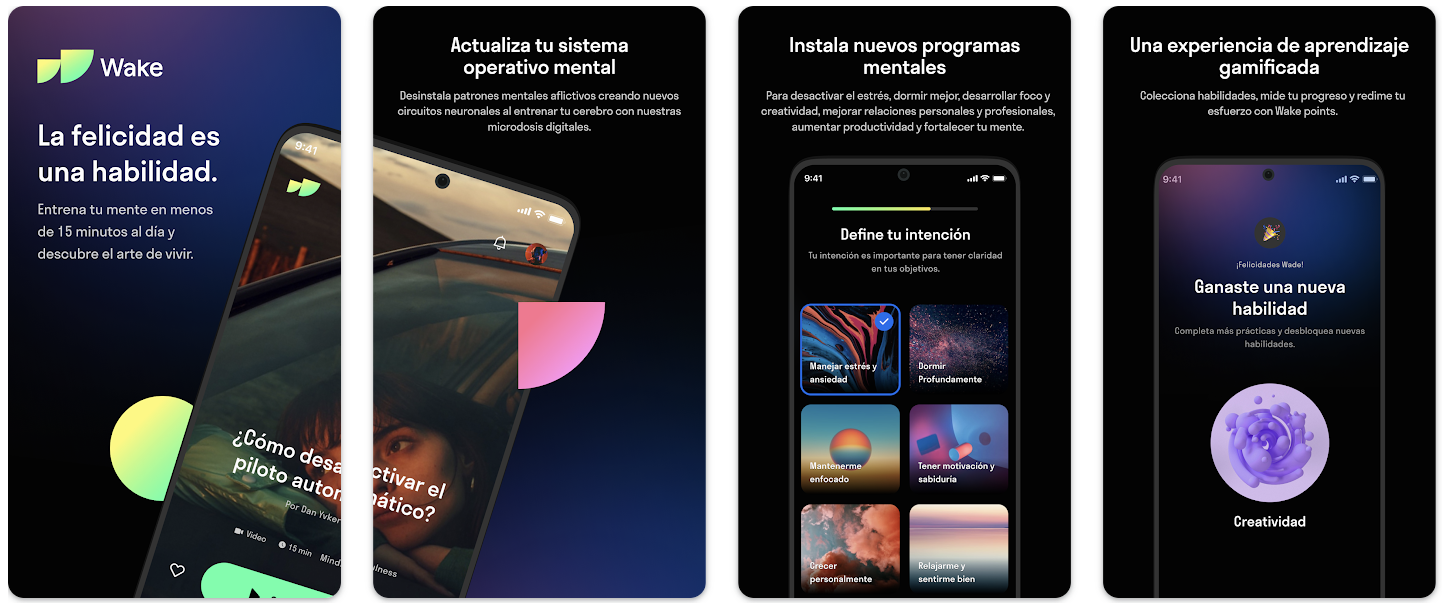 Wake
La felicidad es
una habilidad.
Entrena tu mente en menos
de 15 minutos al día y
descubre el arte de vivir.
9:41
¿Cómo desa
piloto auton
Por Dan Yvker
Video
15 min
Mind
Actualiza tu sistema
operativo mental
Desinstala patrones mentales aflictivos creando nuevos
circuitos neuronales al entrenar tu cerebro con nuestras
microdosis digitales.
ctivar el
nático?
ulness
Instala nuevos programas
mentales
Para desactivar el estrés, dormir mejor, desarrollar foco y
creatividad, mejorar relaciones personales y profesionales,
aumentar productividad y fortalecer tu mente.
9:41
Define tu intención
Tu intención es importante para tener claridad
en tus objetivos.
Manejar estrés y
ansiedad
Dormir
Profundamente
Mantenerme
enfocado
Tener motivación y
sabiduría
Crecer
personalmente
Relajarme y
sentirme bien
Una experiencia de aprendizaje
gamificada
Colecciona habilidades, mide tu progreso y redime tu
esfuerzo con Wake points.
9:41
¡Felicidades Wade!
Ganaste una nueva
habilidad
Completa más prácticas y desbloquea nuevas
habilidades.
Creatividad